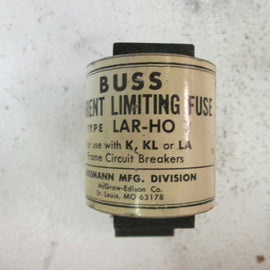 BUSS
RENT LIMITING FUSE
TYPE LAR-HO
use with K, KL or LA
Frame Circuit Breakers
BUSSMANN MFG. DIVISION
McGraw-Edison Co.
St. Louis, MO 63178